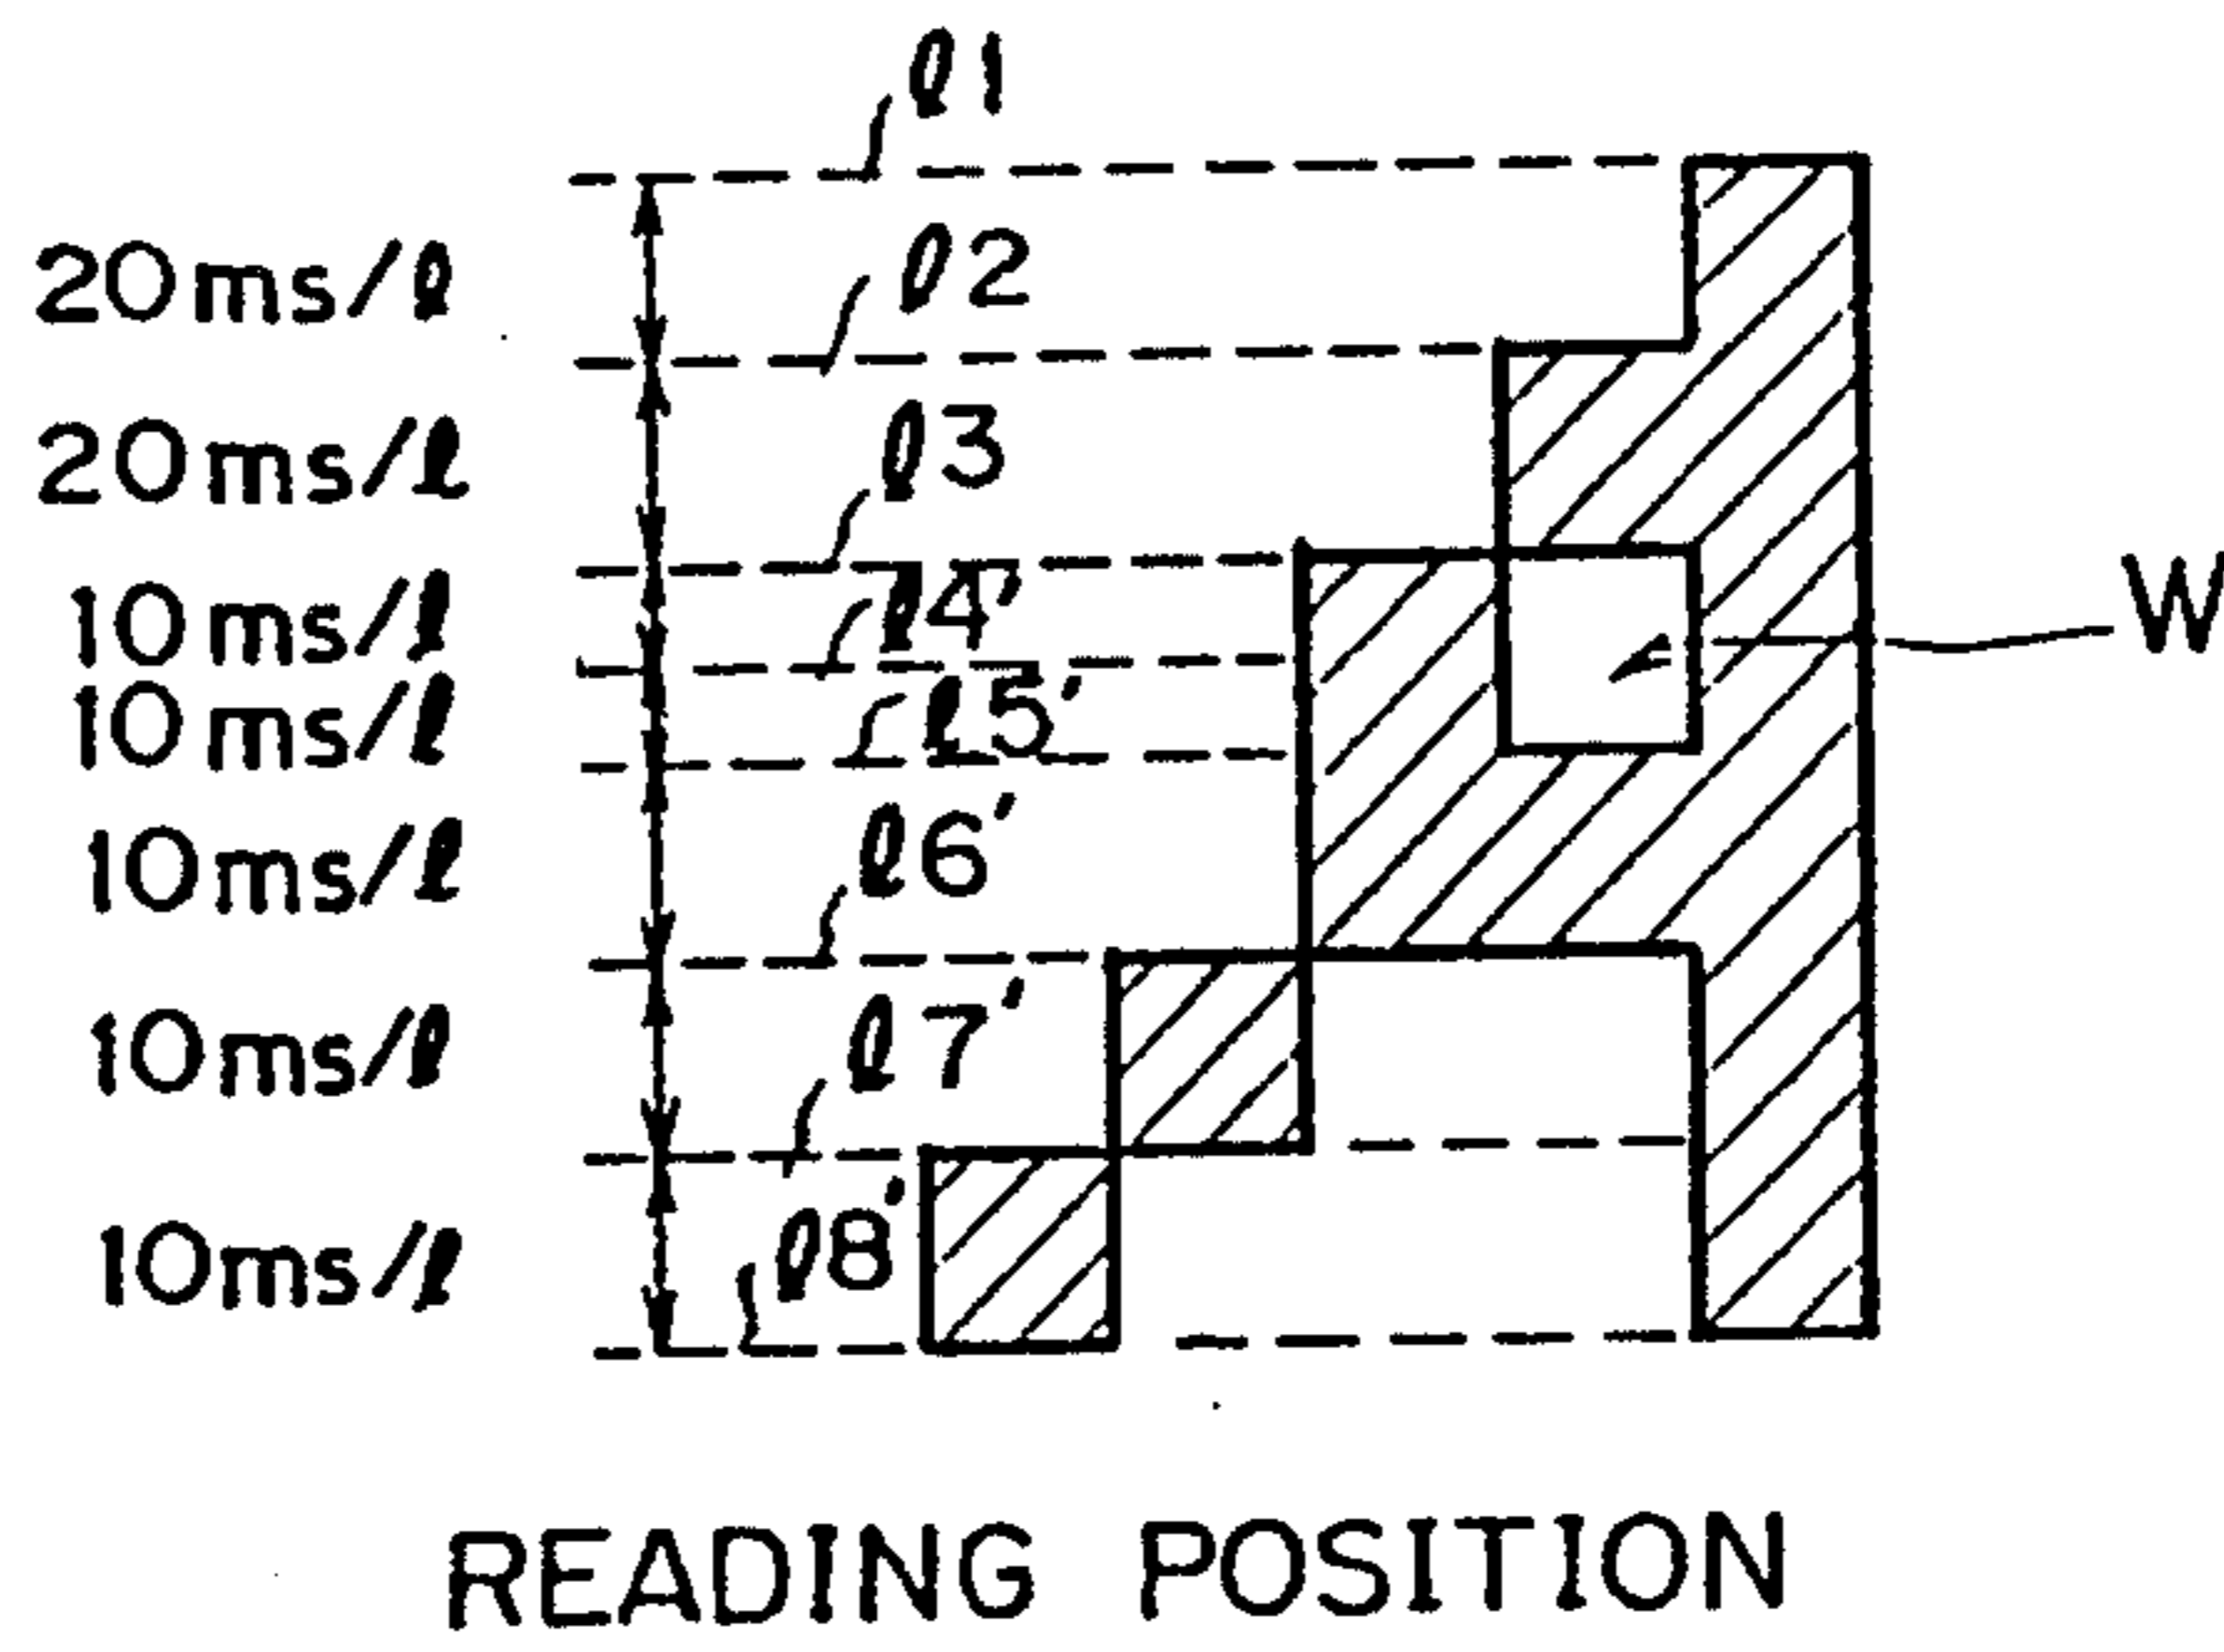 ℓ1
20ms/ℓ
ℓ2
20ms/ℓ
ℓ3
10ms/ℓ
ℓ4'
W
10ms/ℓ
ℓ5'
10ms/ℓ
ℓ6'
10ms/ℓ
ℓ7'
10ms/ℓ
ℓ8'
READING POSITION